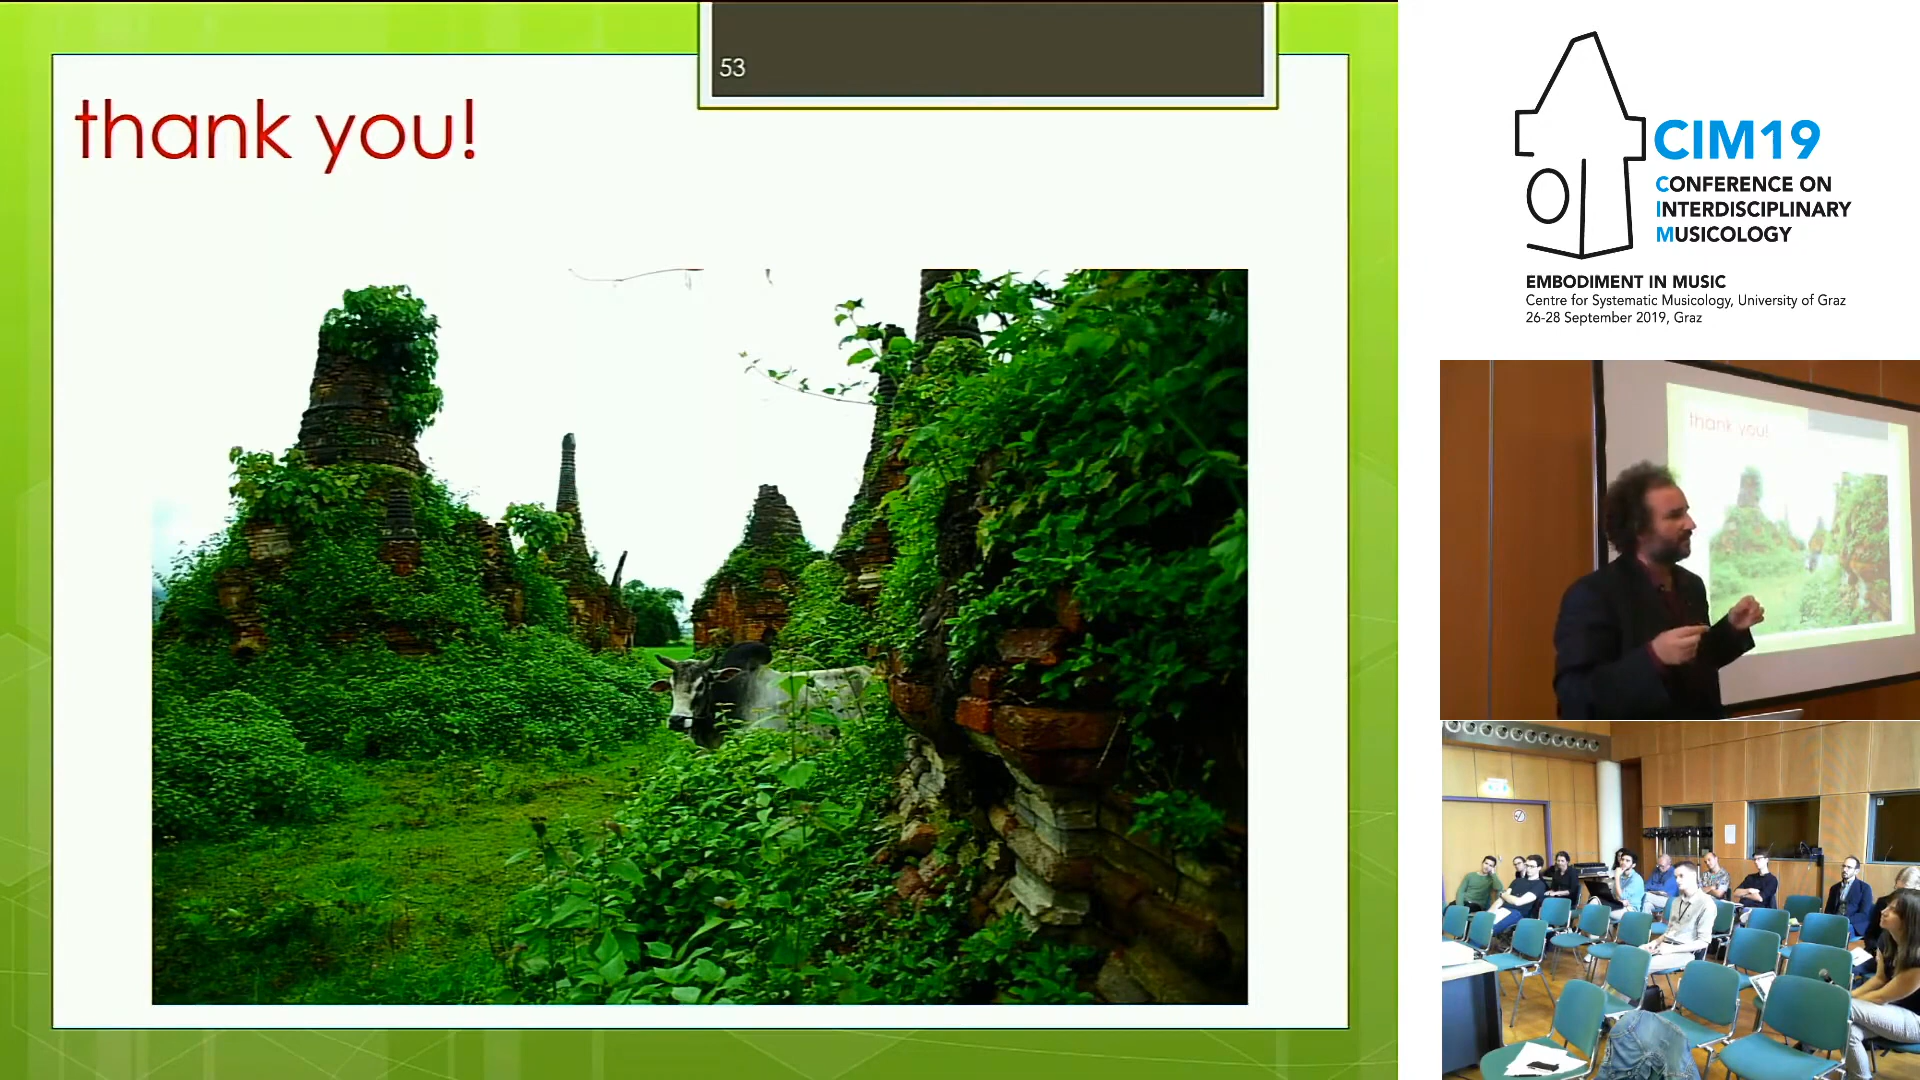 53
thank you!
CIM19
CONFERENCE ON
INTERDISCIPLINARY
MUSICOLOGY
EMBODIMENT IN MUSIC
Centre for Systematic Musicology, University of Graz
26-28 September 2019, Graz
thank you!